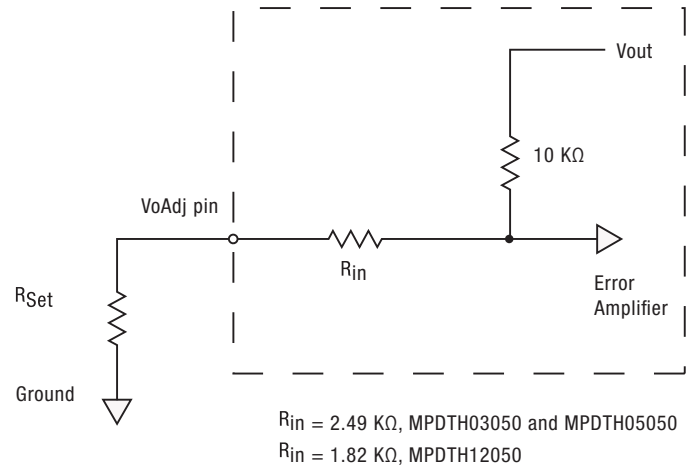 Vout
10 KΩ
VoAdj pin
Rin
RSet
Error
Amplifier
Ground
Rin = 2.49 KΩ, MPDTH03050 and MPDTH05050
Rin = 1.82 KΩ, MPDTH12050